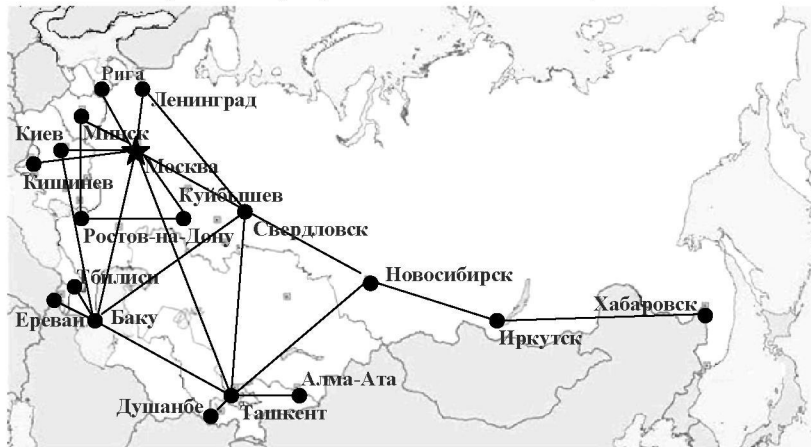 Рига
Ленинград
Киев
Минск
Москва
Кишинев
Куйбышев
Ростов-на-Дону
Свердловск
Тбилиси
Новосибирск
Хабаровск
Ереван
Баку
Иркутск
Алма-Ата
Душанбе
Ташкент